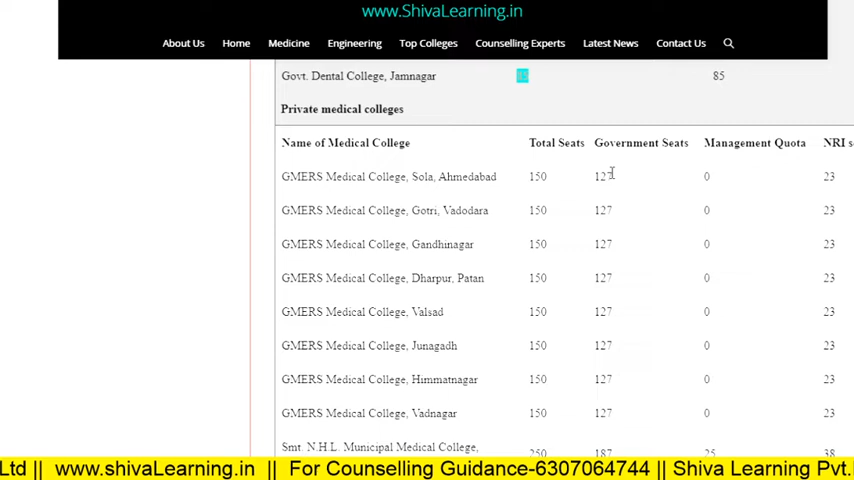 www.ShivaLearning.in
About Us Home Medicine Engineering Top Colleges Counselling Experts Latest News Contact Us
Govt. Dental College, Jamnagar 85
Private medical colleges
Name of Medical College Total Seats Government Seats Management Quota NRI
GMERS Medical College, Sola, Ahmedabad 150 127 0 23
GMERS Medical College, Gotri, Vadodara 150 127 0 23
GMERS Medical College, Gandhinagar 150 127 0 23
GMERS Medical College, Dharpur, Patan 150 127 0 23
GMERS Medical College, Valsad 150 127 0 23
GMERS Medical College, Junagadh 150 127 0 23
GMERS Medical College, Himmatnagar 150 127 0 23
GMERS Medical College, Vadnagar 150 127 0 23
Smt. N.H.L. Municipal Medical College, 250 187 25 38
Ltd || www.shivaLearning.in || For Counselling Guidance-6307064744 || Shiva Learning Pvt.